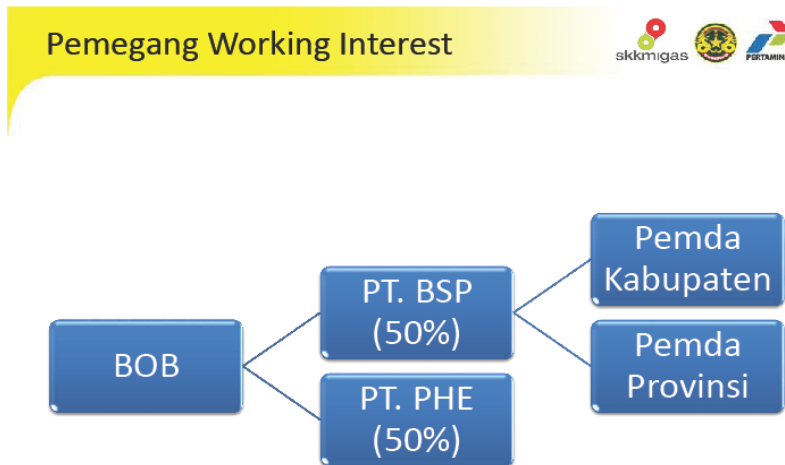 Pemegang Working Interest
skkmigas
PERTAMIN
Pemda
Kabupaten
PT. BSP
(50%)
BOB
Pemda
Provinsi
PT. PHE
(50%)